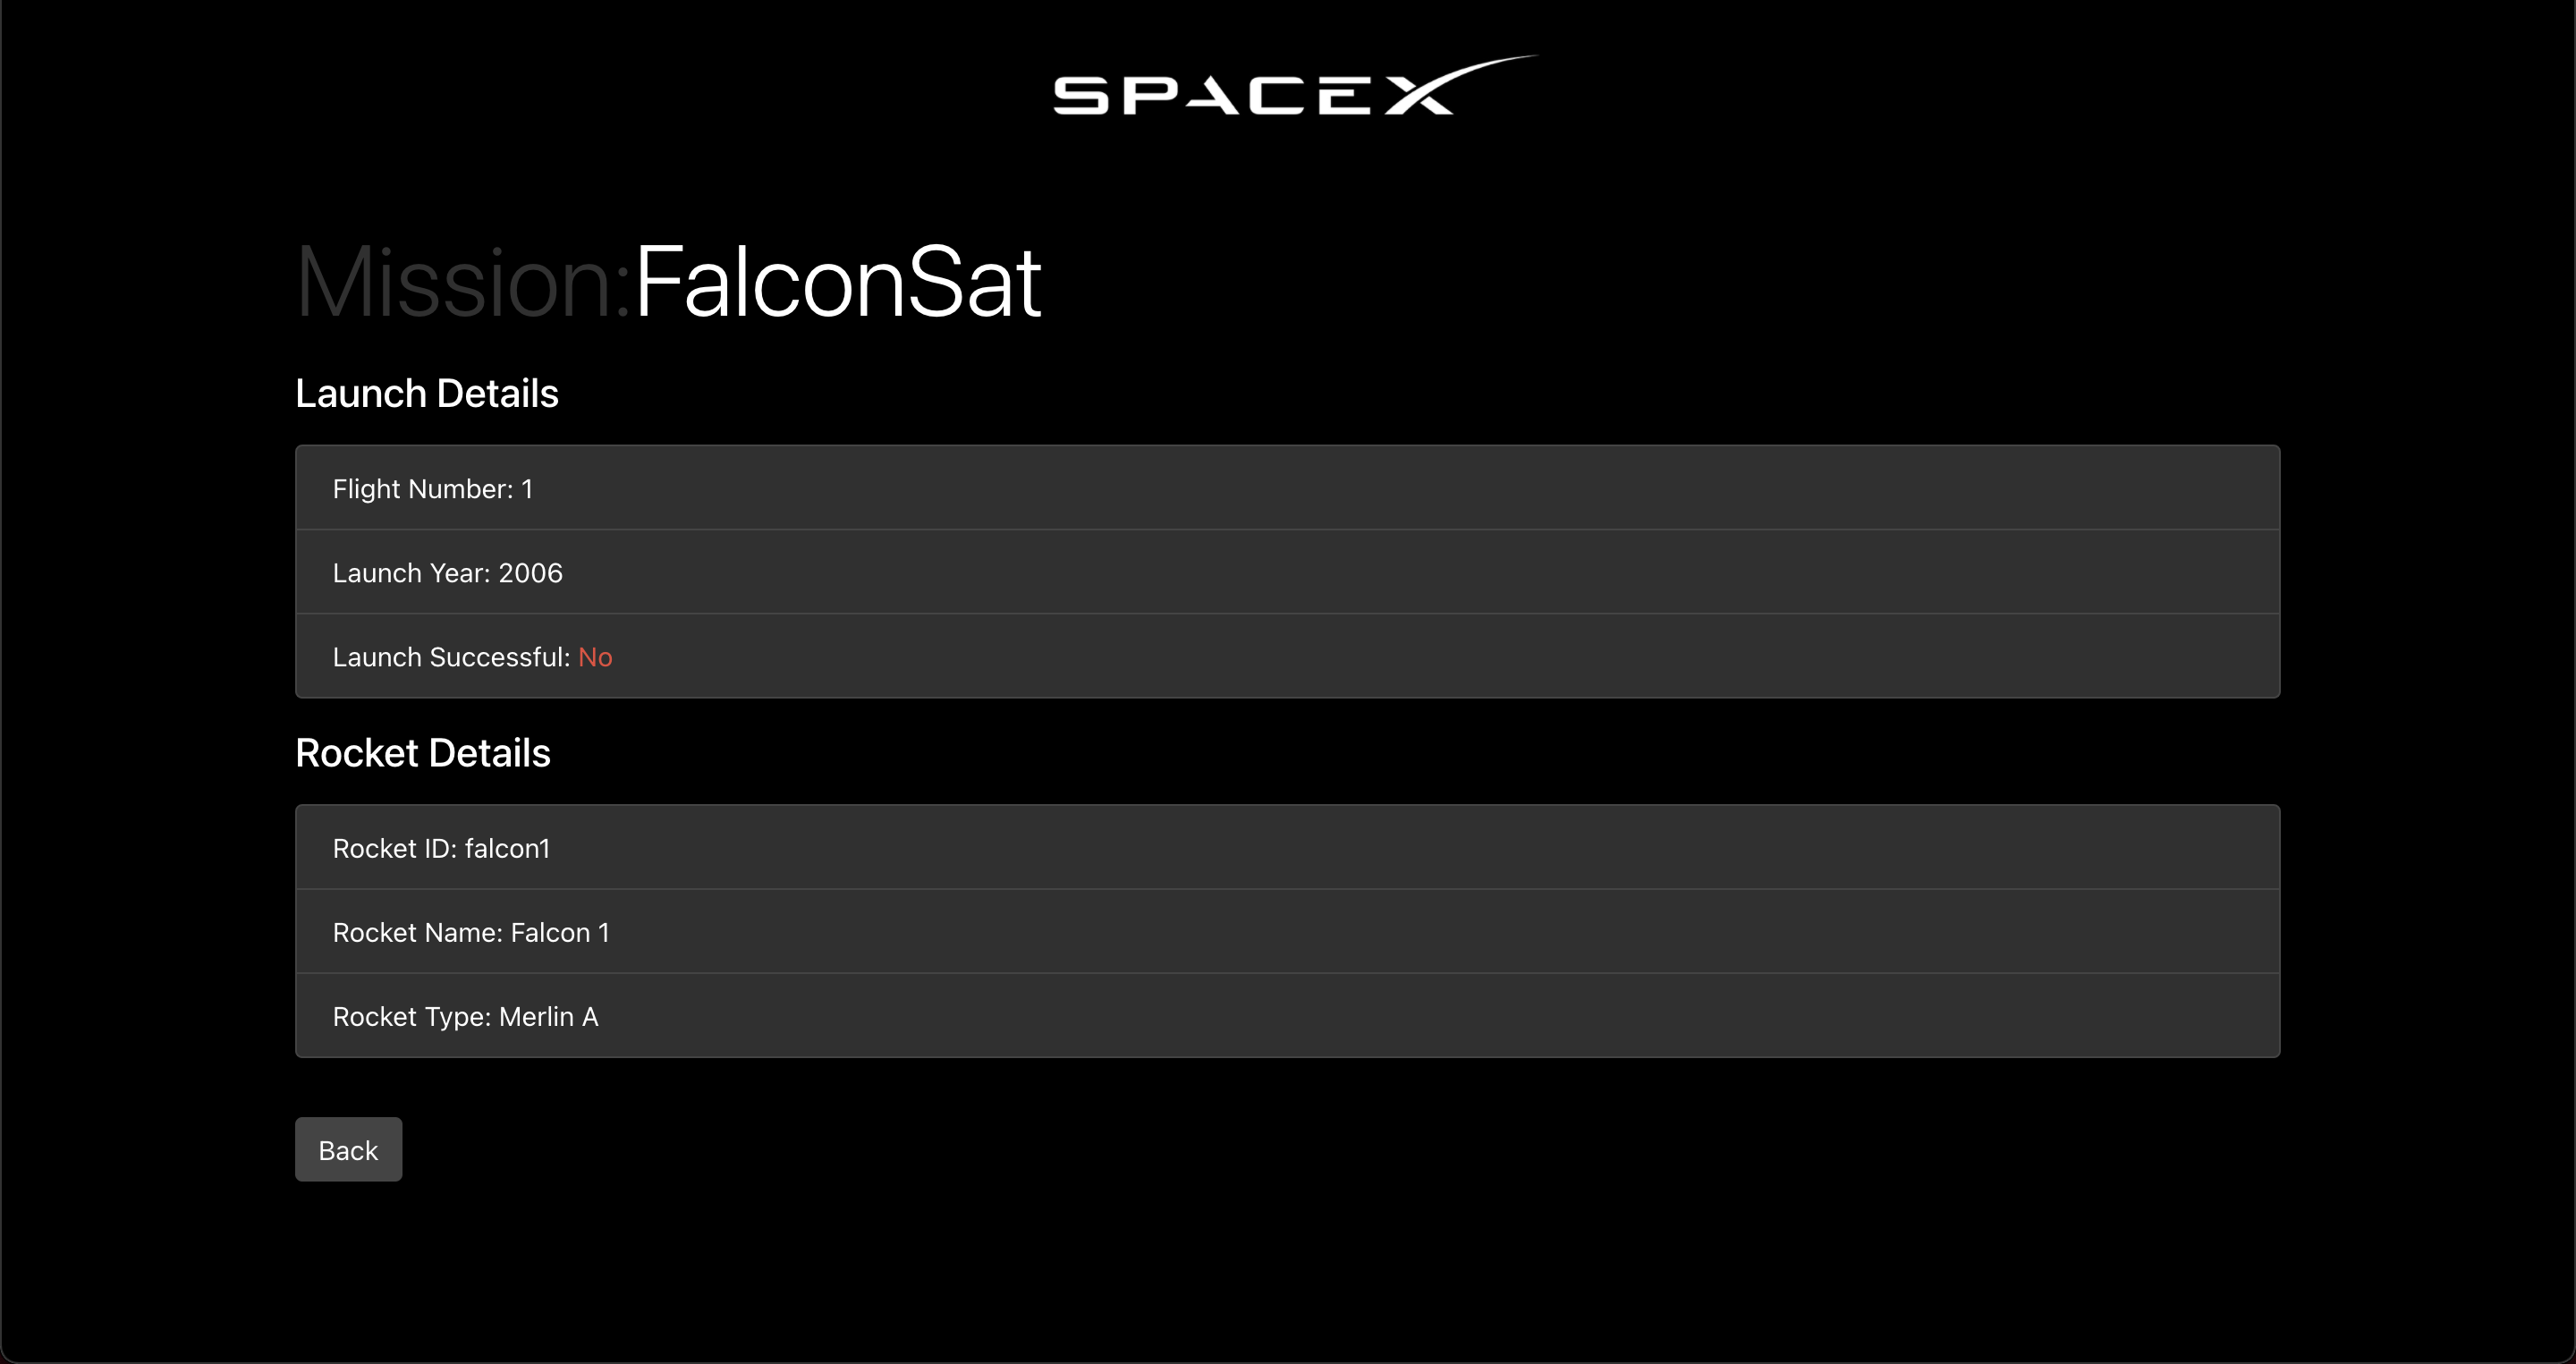 SPACEX
Mission:FalconSat
Launch Details
Flight Number: 1
Launch Year: 2006
Launch Successful: No
Rocket Details
Rocket ID: falcon1
Rocket Name: Falcon 1
Rocket Type: Merlin A
Back